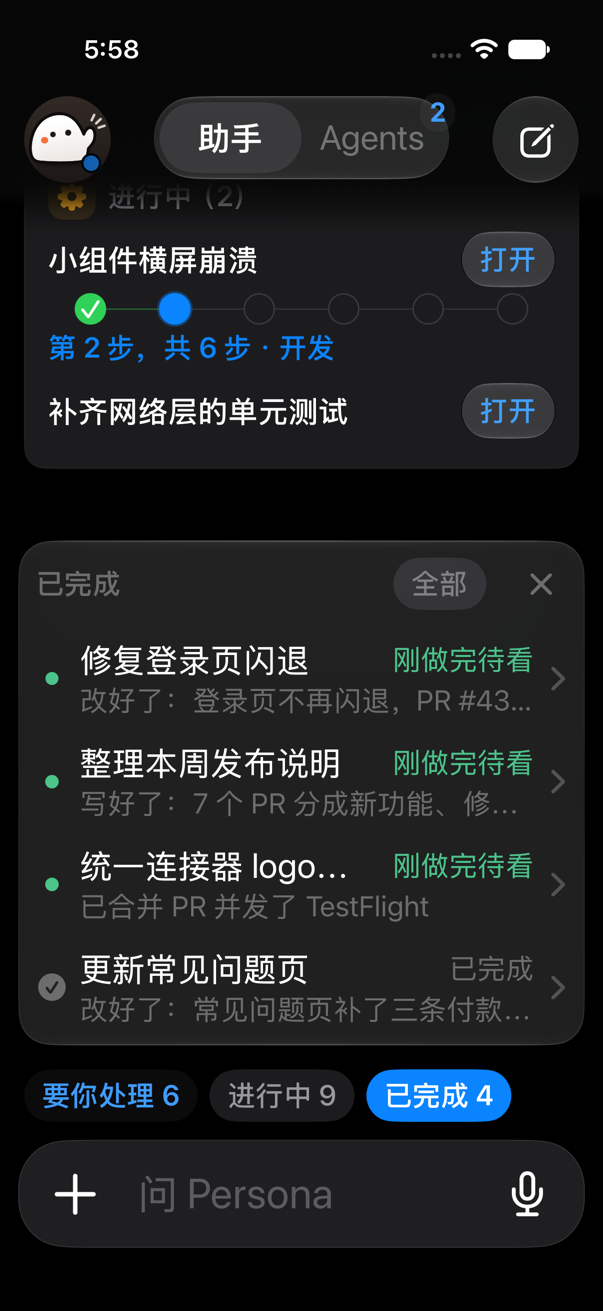 5:58
助手
Agents
2
进行中（2）
小组件横屏崩溃
打开
第 2 步，共 6 步 · 开发
补齐网络层的单元测试
打开
已完成
全部
修复登录页闪退
刚做完待看
改好了：登录页不再闪退，PR #43…
整理本周发布说明
刚做完待看
写好了：7 个 PR 分成新功能、修…
统一连接器 logo…
刚做完待看
已合并 PR 并发了 TestFlight
更新常见问题页
已完成
改好了：常见问题页补了三条付款…
要你处理 6
进行中 9
已完成 4
问 Persona